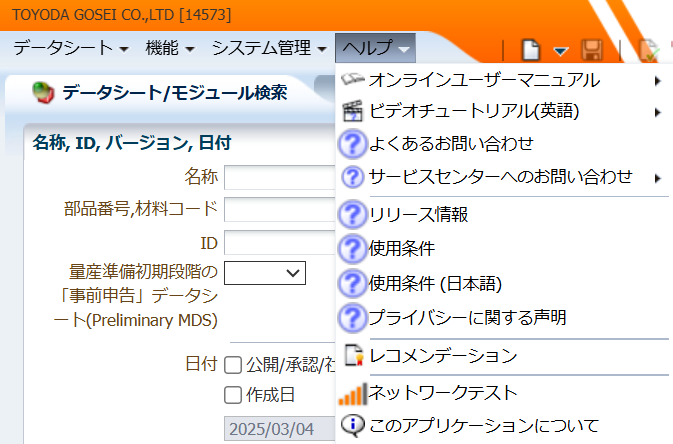 TOYODA GOSEI CO.,LTD [14573]
データシート 機能 システム管理 ヘルプ
データシート/モジュール検索
名称, ID, バージョン, 日付
名称
部品番号,材料コード
ID
量産準備初期段階の
「事前申告」データシ
ート(Preliminary MDS)
日付 公開/承認/社
作成日
2025/03/04
オンラインユーザーマニュアル
ビデオチュートリアル(英語)
よくあるお問い合わせ
サービスセンターへのお問い合わせ
リリース情報
使用条件
使用条件 (日本語)
プライバシーに関する声明
レコメンデーション
ネットワークテスト
このアプリケーションについて